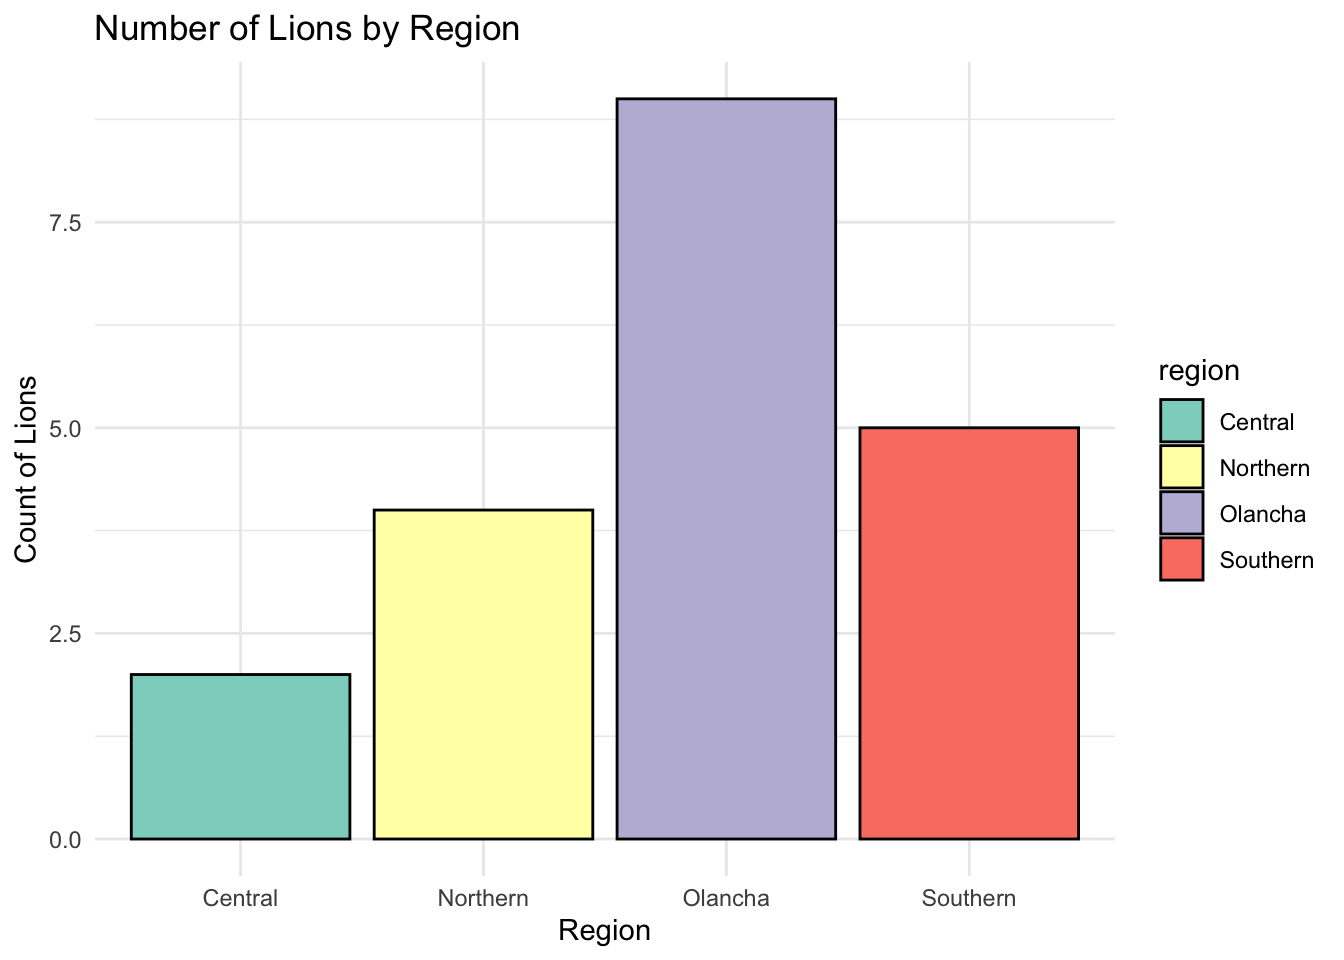 Number of Lions by Region
Count of Lions
7.5
5.0
2.5
0.0
Central Northern Olancha Southern
Region
region
Central
Northern
Olancha
Southern